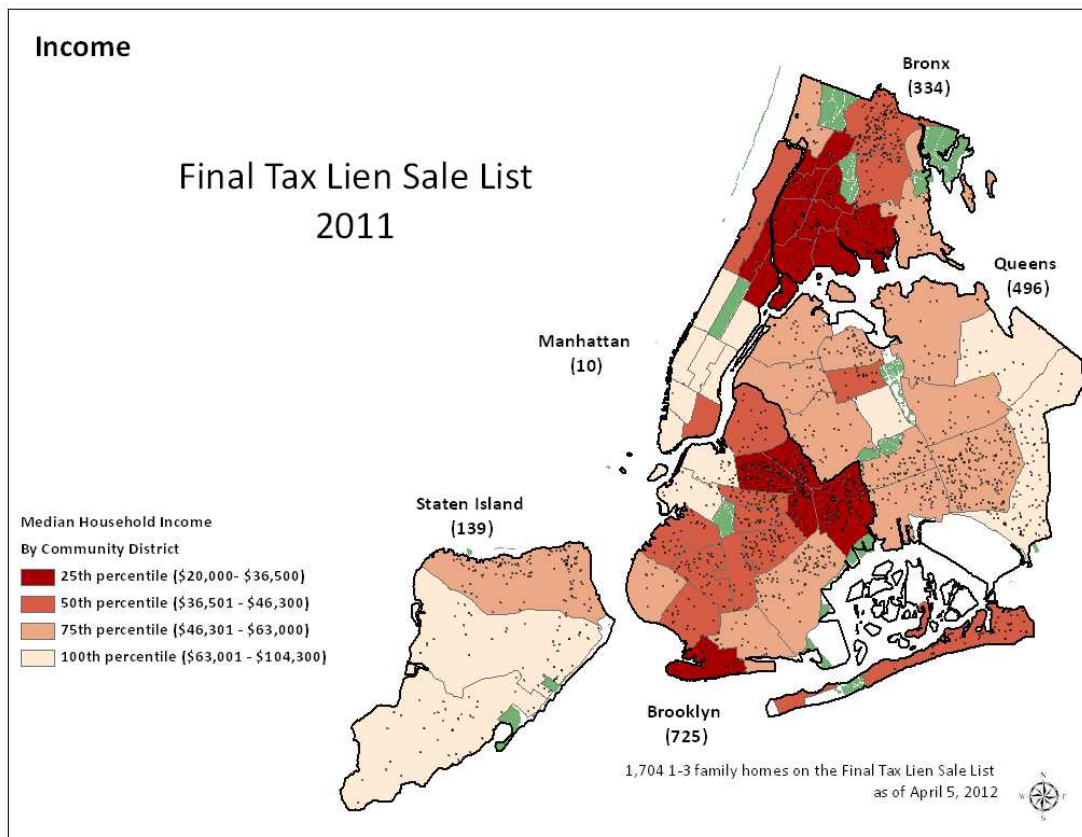 Income
Final Tax Lien Sale List
2011
Bronx
(334)
Queens
(496)
Manhattan
(10)
Staten Island
(139)
Median Household Income
By Community District
25th percentile ($20,000- $36,500)
50th percentile ($36,501 - $46,300)
75th percentile ($46,301 - $63,000)
100th percentile ($63,001 - $104,300)
Brooklyn
(725)
1,704 1-3 family homes on the Final Tax Lien Sale List
as of April 5, 2012
N
W E
S